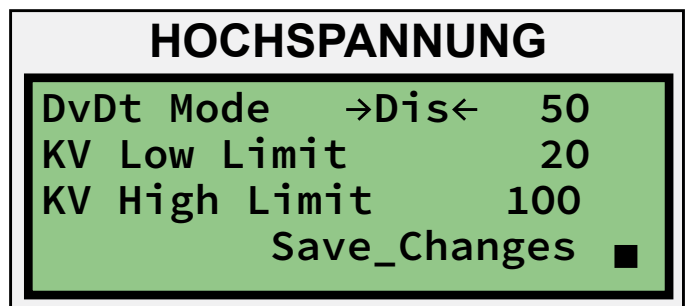 HOCHSPANNUNG
DvDt Mode →Dis← 50
KV Low Limit 20
KV High Limit 100
Save_Changes ■